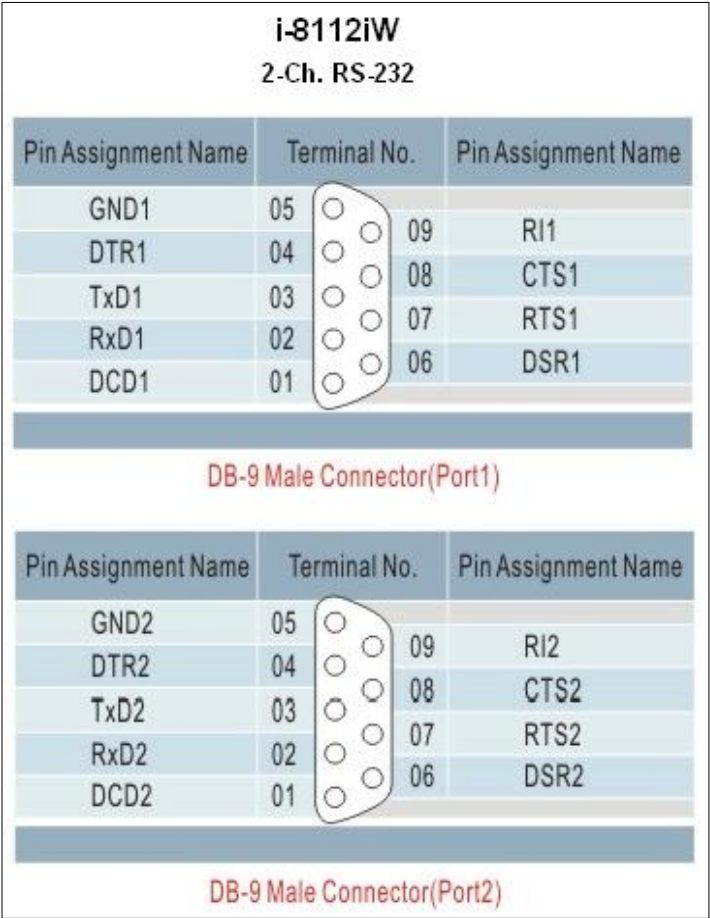 i-8112iW
2-Ch. RS-232
Pin Assignment Name Terminal No. Pin Assignment Name
GND1 05
09 RI1
DTR1 04
08 CTS1
TxD1 03
07 RTS1
RxD1 02
06 DSR1
DCD1 01
DB-9 Male Connector(Port1)
Pin Assignment Name Terminal No. Pin Assignment Name
GND2 05
09 RI2
DTR2 04
08 CTS2
TxD2 03
07 RTS2
RxD2 02
06 DSR2
DCD2 01
DB-9 Male Connector(Port2)